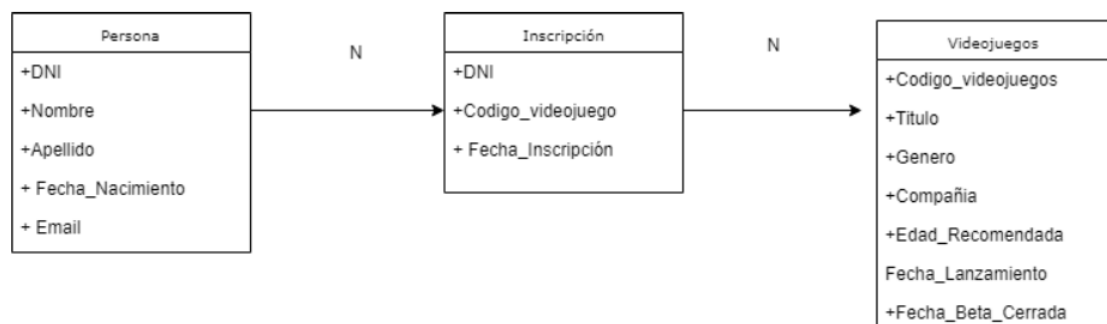 Persona
+DNI
+Nombre
+Apellido
+ Fecha_Nacimiento
+ Email
N
Inscripción
+DNI
+Codigo_videojuego
+ Fecha_Inscripción
N
Videojuegos
+Codigo_videojuegos
+Titulo
+Genero
+Compañia
+Edad_Recomendada
Fecha_Lanzamiento
+Fecha_Beta_Cerrada